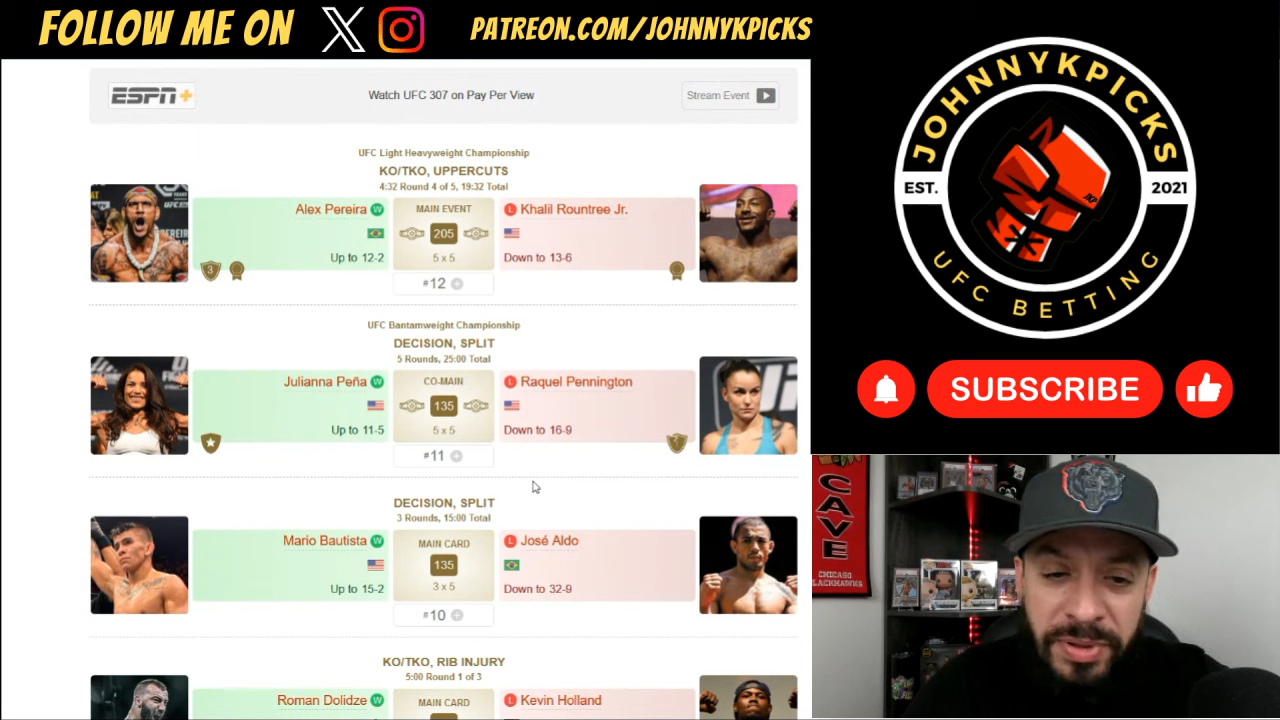 FOLLOW ME ON
PATREON.COM/JOHNNYKPICKS
ESPN+
Watch UFC 307 on Pay Per View
Stream Event
UFC Light Heavyweight Championship
KO/TKO, UPPERCUTS
4:32 Round 4 of 5, 19:32 Total
Alex Pereira W
MAIN EVENT
L Khalil Rountree Jr.
205
Up to 12-2
5 x 5
Down to 13-6
3
#12
UFC Bantamweight Championship
DECISION, SPLIT
5 Rounds, 25:00 Total
Julianna Peña W
CO-MAIN
L Raquel Pennington
135
Up to 11-5
5 x 5
Down to 16-9
#11
DECISION, SPLIT
3 Rounds, 15:00 Total
Mario Bautista W
MAIN CARD
L José Aldo
135
Up to 15-2
3 x 5
Down to 32-9
#10
KO/TKO, RIB INJURY
5:00 Round 1 of 3
Roman Dolidze W
MAIN CARD
L Kevin Holland
JOHNNYKPICKS
EST.
2021
UFC BETTING
SUBSCRIBE
CAVE
CHICAGO
BLACKHAWKS